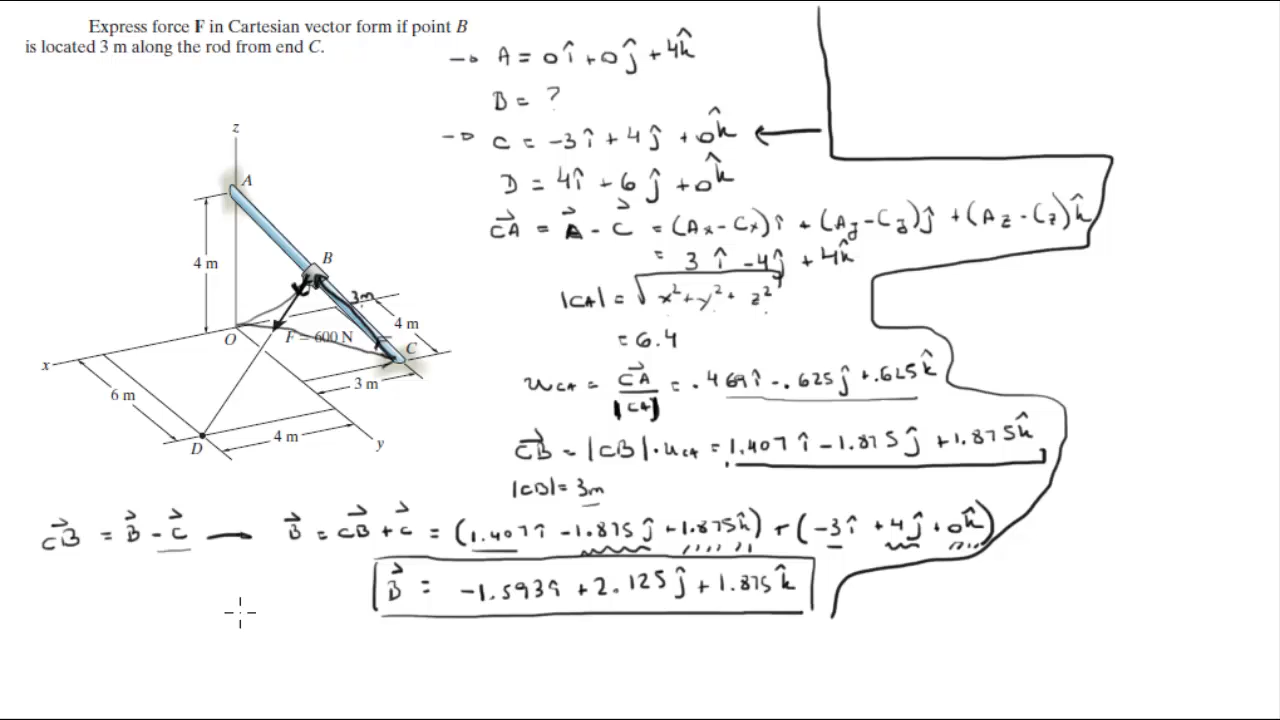 Express force F in Cartesian vector form if point B
is located 3 m along the rod from end C.
z
A
4 m
B
3m
4 m
O
F = 600 N
C
x
3 m
6 m
4 m
y
D
→ A = 0î + 0ĵ + 4k̂
B = ?
→ C = -3î + 4ĵ + 0k̂
D = 4î + 6ĵ + 0k̂
CA⃗ = A⃗ - C⃗ = (Ax - Cx)î + (Ay - Cy)ĵ + (Az - Cz)k̂
= 3î - 4ĵ + 4k̂
|CA| = √x² + y² + z²
= 6.4
uCA = CA⃗ / |CA| = .469î - .625ĵ + .625k̂
CB⃗ = |CB| · uCA = 1.407î - 1.875ĵ + 1.875k̂
|CB| = 3m
CB⃗ = B⃗ - C⃗ — B⃗ = CB⃗ + C⃗ = (1.407î - 1.875ĵ + 1.875k̂) + (-3î + 4ĵ + 0k̂)
B⃗ = -1.593î + 2.125ĵ + 1.875k̂